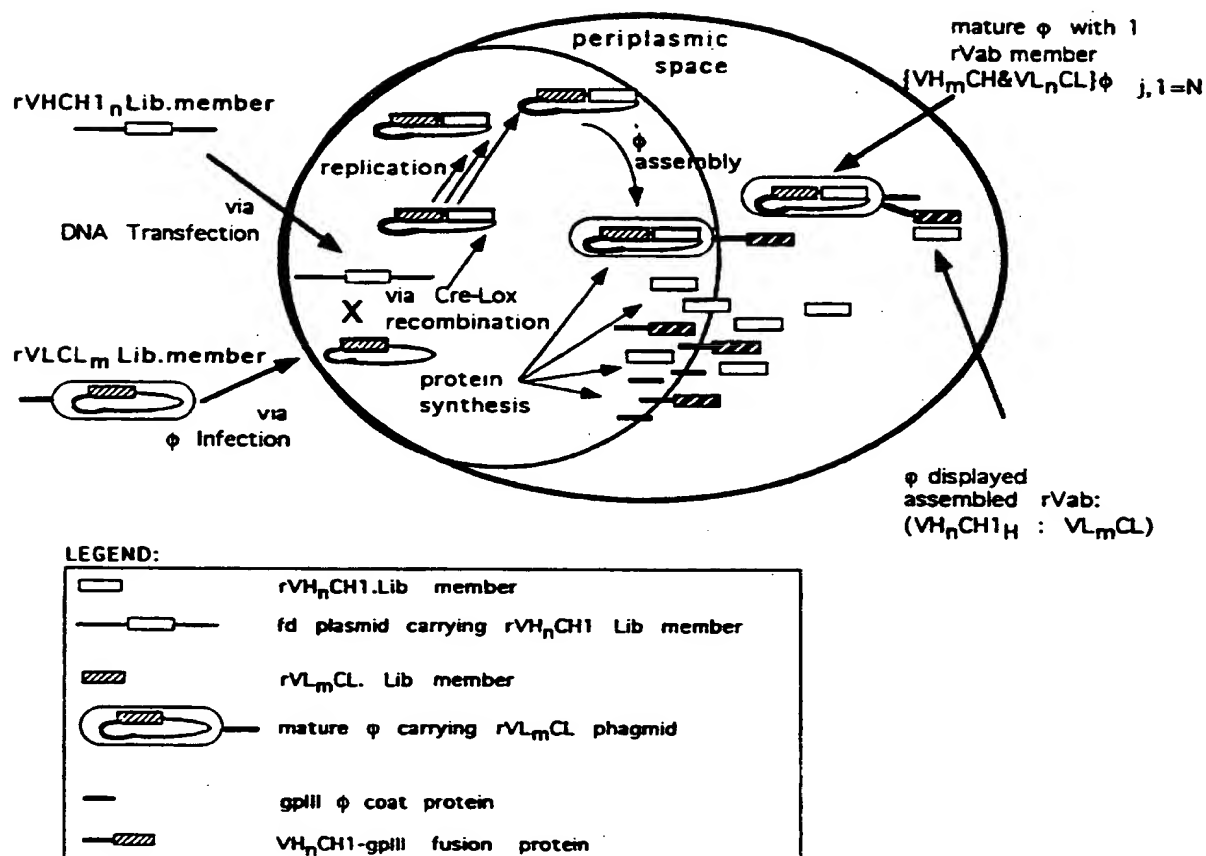 periplasmic
space
mature φ with 1
rVab member
{VHmCH&VLnCL}φ j,1=N
rVHCH1n Lib.member
replication
φ
assembly
via
DNA Transfection
X
via Cre-Lox
recombination
rVLCLm Lib.member
via
φ Infection
protein
synthesis
φ displayed
assembled rVab:
(VHnCH1H : VLmCL)
LEGEND:
rVHnCH1.Lib member
fd plasmid carrying rVHnCH1 Lib member
rVLmCL. Lib member
mature φ carrying rVLmCL phagmid
gpIII φ coat protein
VHnCH1-gpIII fusion protein